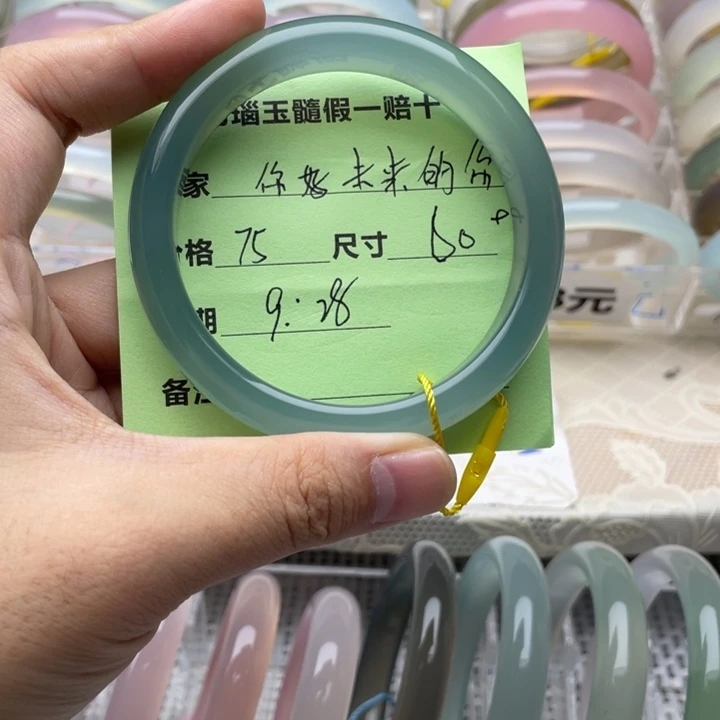 瑙玉髓假一赔十
家 你好未来的你
格 75 尺寸 60
期 9:28
备注
元